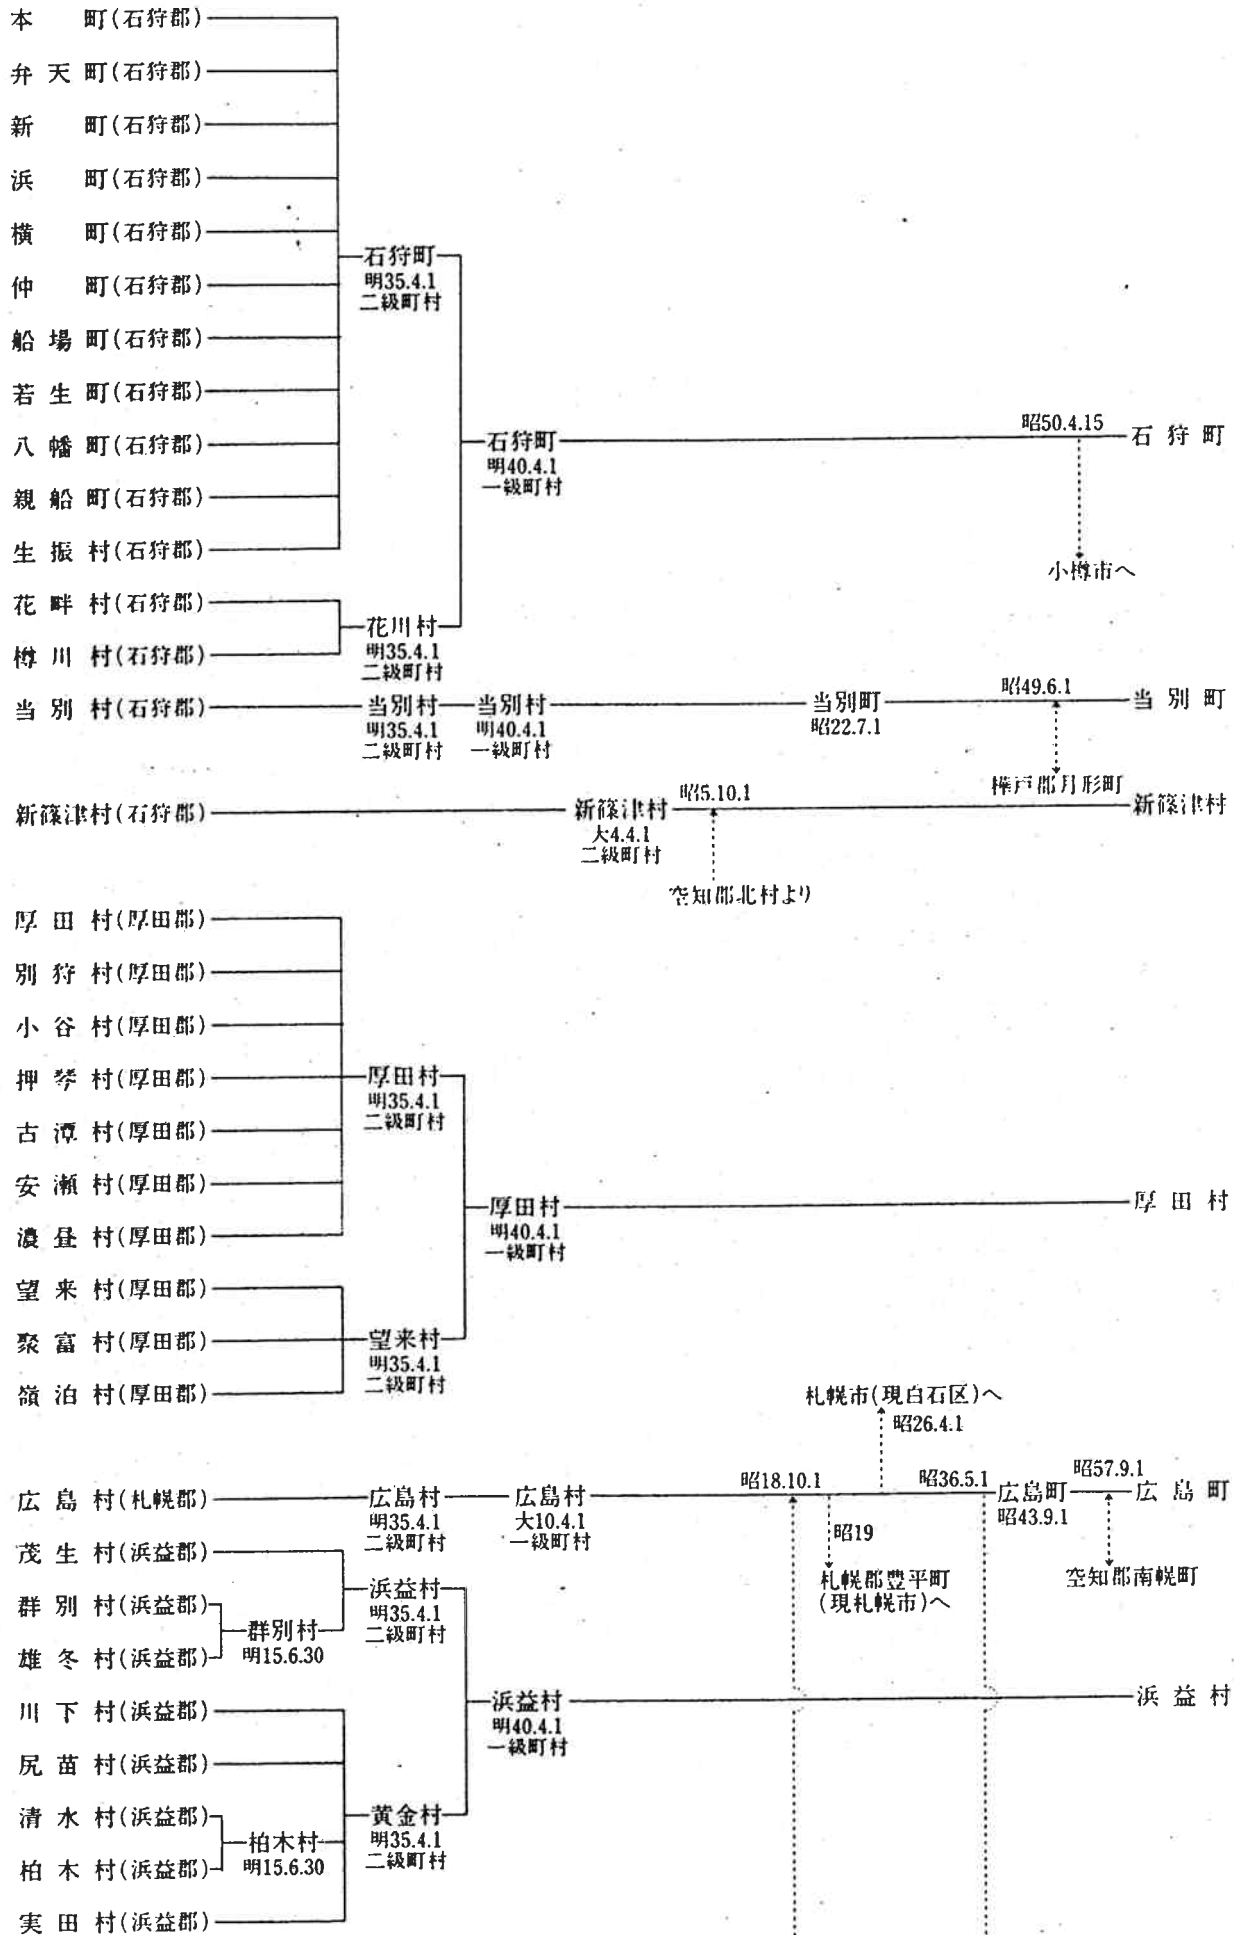 本町(石狩郡)
弁天町(石狩郡)
新町(石狩郡)
浜町(石狩郡)
横町(石狩郡)
仲町(石狩郡)
船場町(石狩郡)
若生町(石狩郡)
八幡町(石狩郡)
親船町(石狩郡)
生振村(石狩郡)
石狩町
明35.4.1
二級町村
花畔村(石狩郡)
樽川村(石狩郡)
花川村
明35.4.1
二級町村
石狩町
明40.4.1
一級町村
昭50.4.15
小樽市へ
石狩町
当別村(石狩郡)
当別村
明35.4.1
二級町村
当別村
明40.4.1
一級町村
当別町
昭22.7.1
昭49.6.1
樺戸郡月形町
当別町
新篠津村(石狩郡)
新篠津村
大4.4.1
二級町村
昭5.10.1
空知郡北村より
新篠津村
厚田村(厚田郡)
別狩村(厚田郡)
小谷村(厚田郡)
押琴村(厚田郡)
古潭村(厚田郡)
安瀬村(厚田郡)
濃昼村(厚田郡)
厚田村
明35.4.1
二級町村
望来村(厚田郡)
聚富村(厚田郡)
嶺泊村(厚田郡)
望来村
明35.4.1
二級町村
厚田村
明40.4.1
一級町村
厚田村
広島村(札幌郡)
広島村
明35.4.1
二級町村
広島村
大10.4.1
一級町村
昭18.10.1
昭19
札幌郡豊平町
(現札幌市)へ
札幌市(現白石区)へ
昭26.4.1
昭36.5.1
広島町
昭43.9.1
昭57.9.1
空知郡南幌町
広島町
茂生村(浜益郡)
群別村(浜益郡)
雄冬村(浜益郡)
群別村
明15.6.30
浜益村
明35.4.1
二級町村
川下村(浜益郡)
尻苗村(浜益郡)
清水村(浜益郡)
柏木村(浜益郡)
柏木村
明15.6.30
実田村(浜益郡)
黄金村
明35.4.1
二級町村
浜益村
明40.4.1
一級町村
浜益村